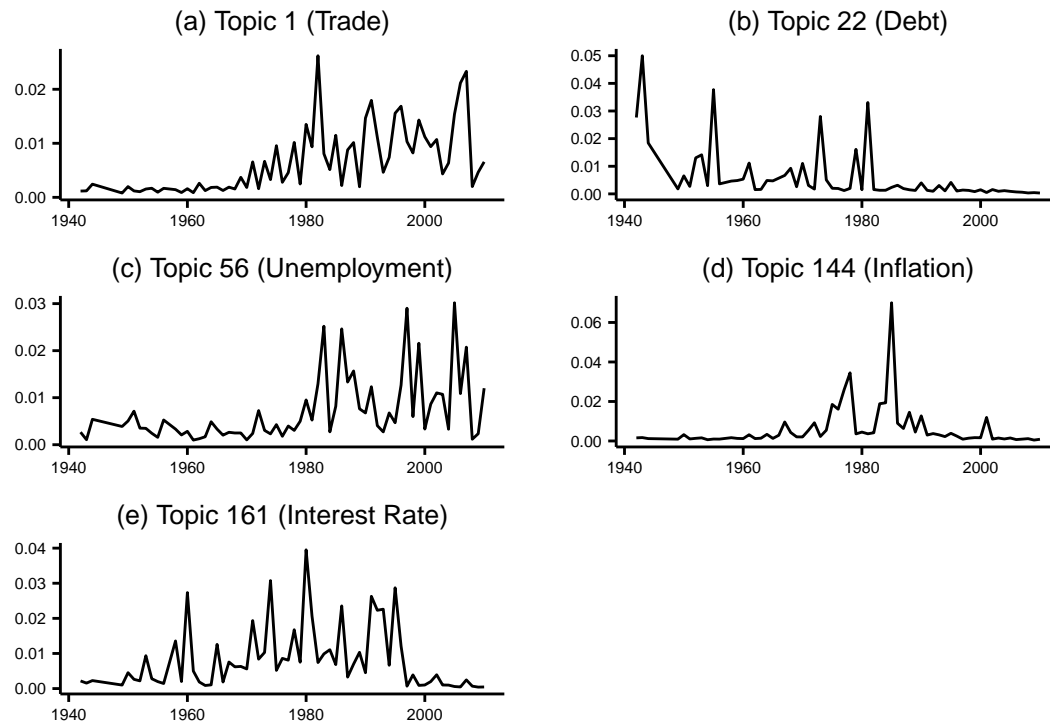 (a) Topic 1 (Trade)
0.02
0.01
0.00
1940 1960 1980 2000
(b) Topic 22 (Debt)
0.05
0.04
0.03
0.02
0.01
0.00
1940 1960 1980 2000
(c) Topic 56 (Unemployment)
0.03
0.02
0.01
0.00
1940 1960 1980 2000
(d) Topic 144 (Inflation)
0.06
0.04
0.02
0.00
1940 1960 1980 2000
(e) Topic 161 (Interest Rate)
0.04
0.03
0.02
0.01
0.00
1940 1960 1980 2000